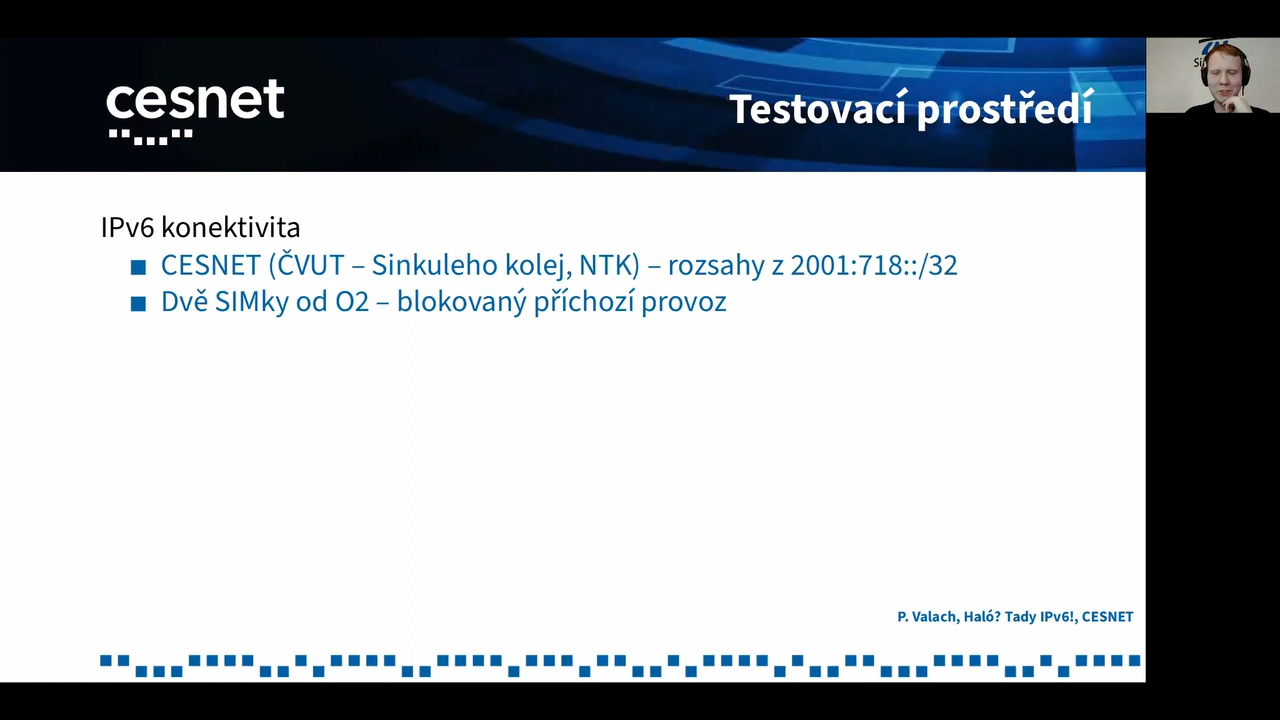 cesnet
Testovací prostředí
IPv6 konektivita
CESNET (ČVUT – Sinkuleho kolej, NTK) – rozsahy z 2001:718::/32
Dvě SIMky od O2 – blokovaný příchozí provoz
P. Valach, Haló? Tady IPv6!, CESNET